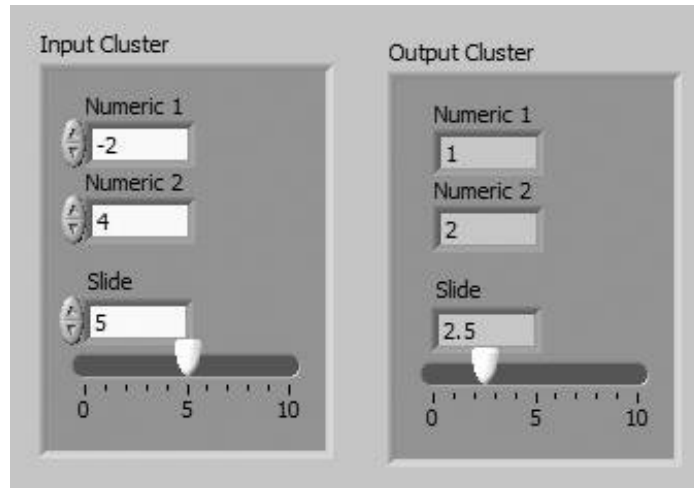 Input Cluster
Numeric 1
-2
Numeric 2
4
Slide
5
0 5 10
Output Cluster
Numeric 1
1
Numeric 2
2
Slide
2.5
0 5 10